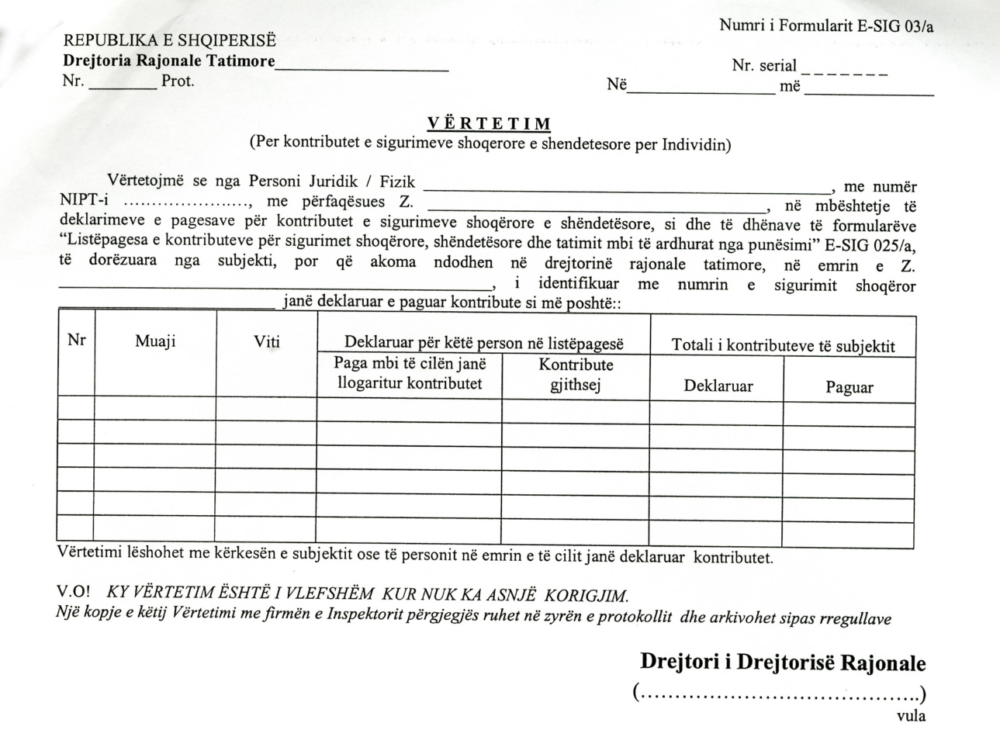 Numri i Formularit E-SIG 03/a
REPUBLIKA E SHQIPERISË
Drejtoria Rajonale Tatimore____________________
Nr. serial _ _ _ _ _ _ _
Nr. ________ Prot.
Në_________________ më _______________
VËRTETIM
(Per kontributet e sigurimeve shoqerore e shendetesore per Individin)
Vërtetojmë se nga Personi Juridik / Fizik ________________________________________________, me numër
NIPT-i ......................, me përfaqësues Z. ________________________________________, në mbështetje të
deklarimeve e pagesave për kontributet e sigurimeve shoqërore e shëndetësore, si dhe të dhënave të formularëve
“Listëpagesa e kontributeve për sigurimet shoqërore, shëndetësore dhe tatimit mbi të ardhurat nga punësimi” E-SIG 025/a,
të dorëzuara nga subjekti, por që akoma ndodhen në drejtorinë rajonale tatimore, në emrin e Z.
__________________________________________________, i identifikuar me numrin e sigurimit shoqëror
_________________________ janë deklaruar e paguar kontribute si më poshtë::
Nr Muaji Viti Deklaruar për këtë person në listëpagesë Totali i kontributeve të subjektit
Paga mbi të cilën janë llogaritur kontributet Kontribute gjithsej Deklaruar Paguar
Vërtetimi lëshohet me kërkesën e subjektit ose të personit në emrin e të cilit janë deklaruar kontributet.
V.O! KY VËRTETIM ËSHTË I VLEFSHËM KUR NUK KA ASNJË KORIGJIM.
Një kopje e këtij Vërtetimi me firmën e Inspektorit përgjegjës ruhet në zyrën e protokollit dhe arkivohet sipas rregullave
Drejtori i Drejtorisë Rajonale
(..........................................)
vula